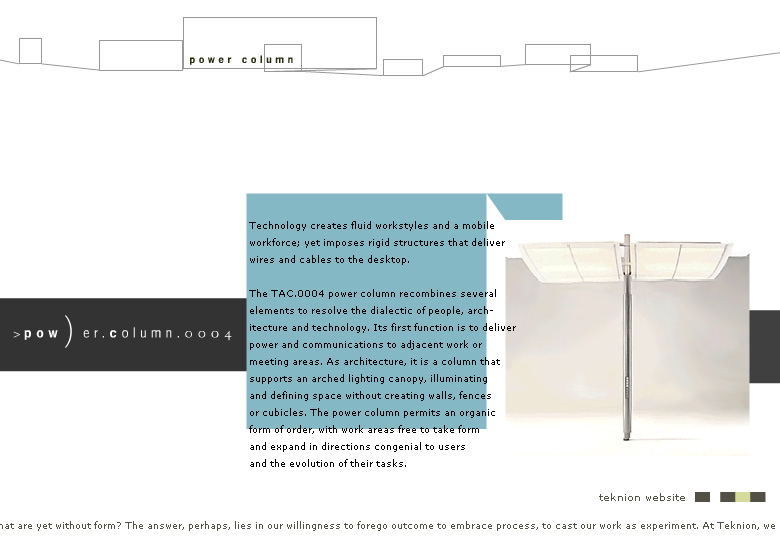 power column
Technology creates fluid workstyles and a mobile
workforce; yet imposes rigid structures that deliver
wires and cables to the desktop.
The TAC.0004 power column recombines several
elements to resolve the dialectic of people, arch-
itecture and technology. Its first function is to deliver
power and communications to adjacent work or
meeting areas. As architecture, it is a column that
supports an arched lighting canopy, illuminating
and defining space without creating walls, fences
or cubicles. The power column permits an organic
form of order, with work areas free to take form
and expand in directions congenial to users
and the evolution of their tasks.
>pow) er.column.0004
teknion website
hat are yet without form? The answer, perhaps, lies in our willingness to forego outcome to embrace process, to cast our work as experiment. At Teknion, we